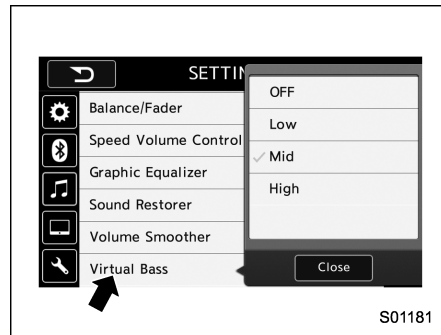 SETTIN
Balance/Fader
Speed Volume Control
Graphic Equalizer
Sound Restorer
Volume Smoother
Virtual Bass
OFF
Low
Mid
High
Close
S01181